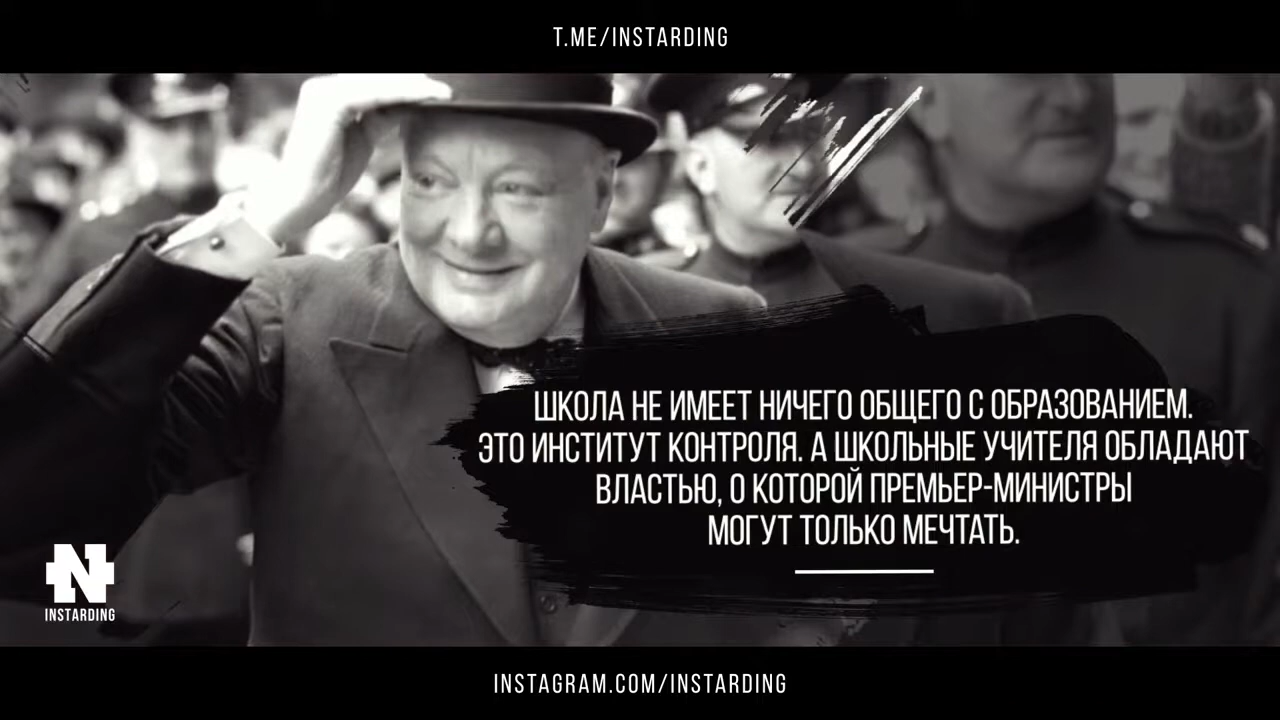 T.ME/INSTARDING
ШКОЛА НЕ ИМЕЕТ НИЧЕГО ОБЩЕГО С ОБРАЗОВАНИЕМ.
ЭТО ИНСТИТУТ КОНТРОЛЯ. А ШКОЛЬНЫЕ УЧИТЕЛЯ ОБЛАДАЮТ
ВЛАСТЬЮ, О КОТОРОЙ ПРЕМЬЕР-МИНИСТРЫ
МОГУТ ТОЛЬКО МЕЧТАТЬ.
N
INSTARDING
INSTAGRAM.COM/INSTARDING